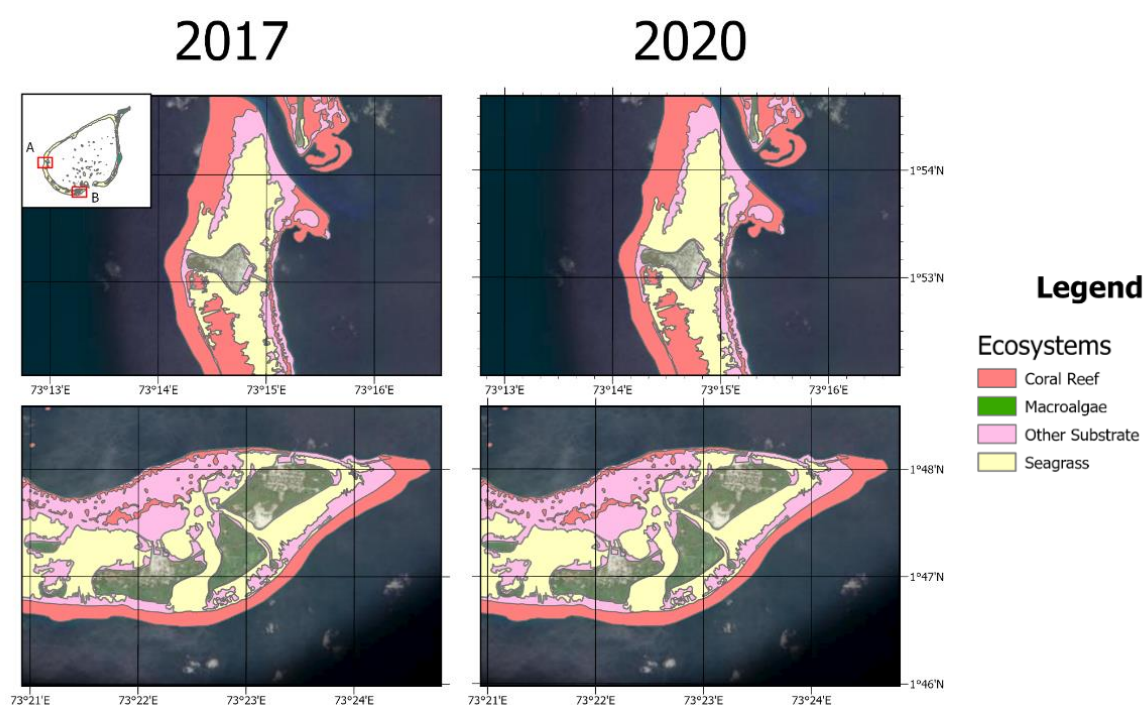 2017
2020
A
B
1°54'N
1°53'N
73°13'E 73°14'E 73°15'E 73°16'E
73°13'E 73°14'E 73°15'E 73°16'E
Legend
Ecosystems
Coral Reef
Macroalgae
Other Substrate
Seagrass
1°48'N
1°47'N
1°46'N
73°21'E 73°22'E 73°23'E 73°24'E
73°21'E 73°22'E 73°23'E 73°24'E